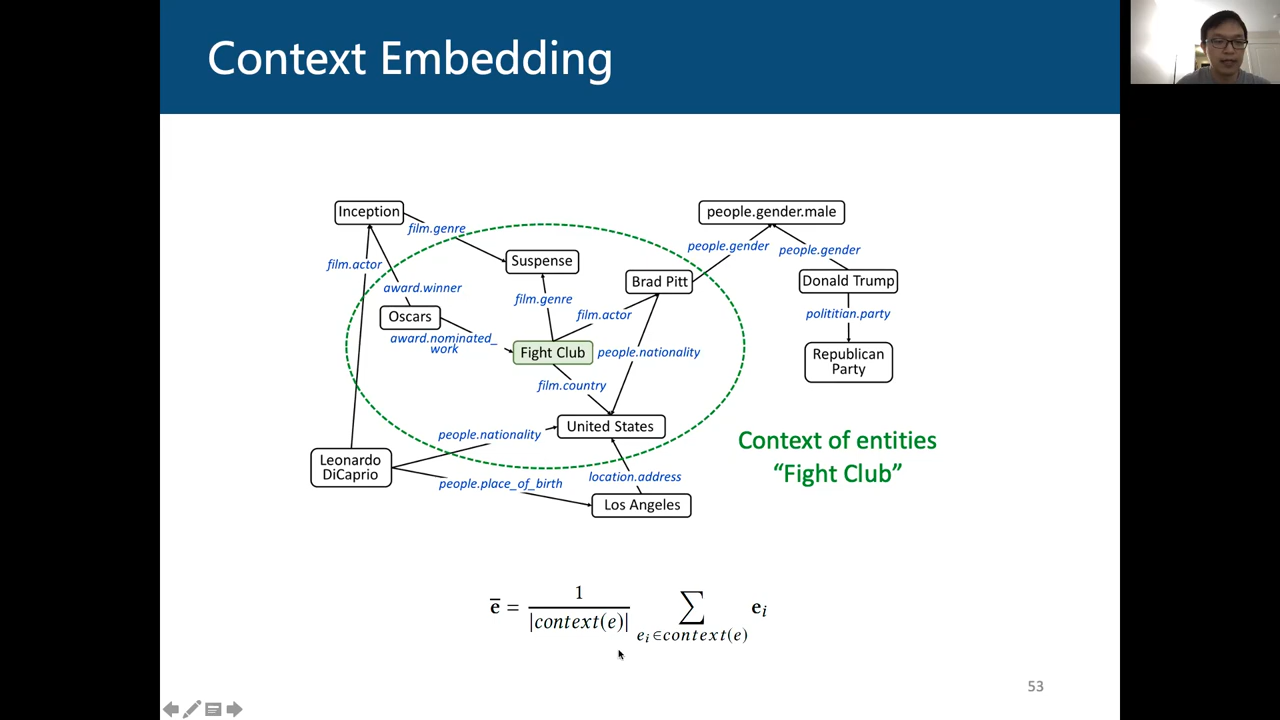 Context Embedding
Inception
people.gender.male
film.genre
people.gender
people.gender
Suspense
film.actor
Brad Pitt
Donald Trump
award.winner
film.genre
Oscars
film.actor
polititian.party
award.nominated_
work
Fight Club
people.nationality
Republican
Party
film.country
United States
people.nationality
Context of entities
“Fight Club”
Leonardo
DiCaprio
people.place_of_birth
location.address
Los Angeles
e̅ = 1 / |context(e)| ∑ e_i∈context(e) e_i
53